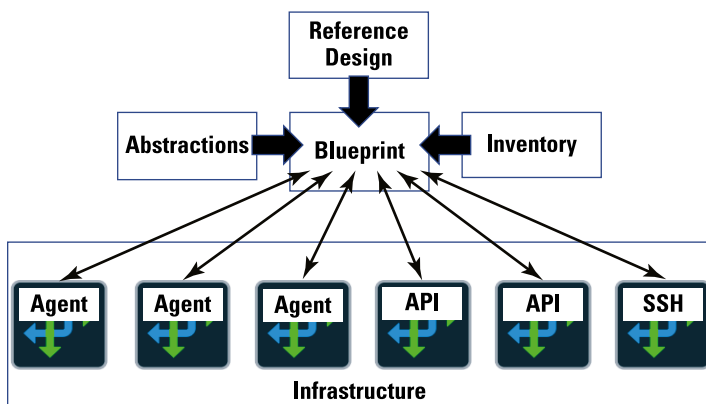 Reference
Design
Abstractions
Blueprint
Inventory
Agent
Agent
Agent
API
API
SSH
Infrastructure